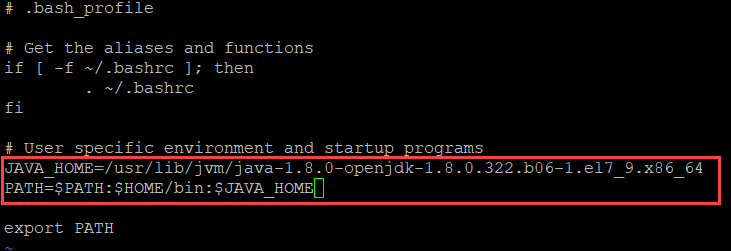 # .bash_profile
# Get the aliases and functions
if [ -f ~/.bashrc ]; then
        . ~/.bashrc
fi
# User specific environment and startup programs
JAVA_HOME=/usr/lib/jvm/java-1.8.0-openjdk-1.8.0.322.b06-1.el7_9.x86_64
PATH=$PATH:$HOME/bin:$JAVA_HOME
export PATH
~